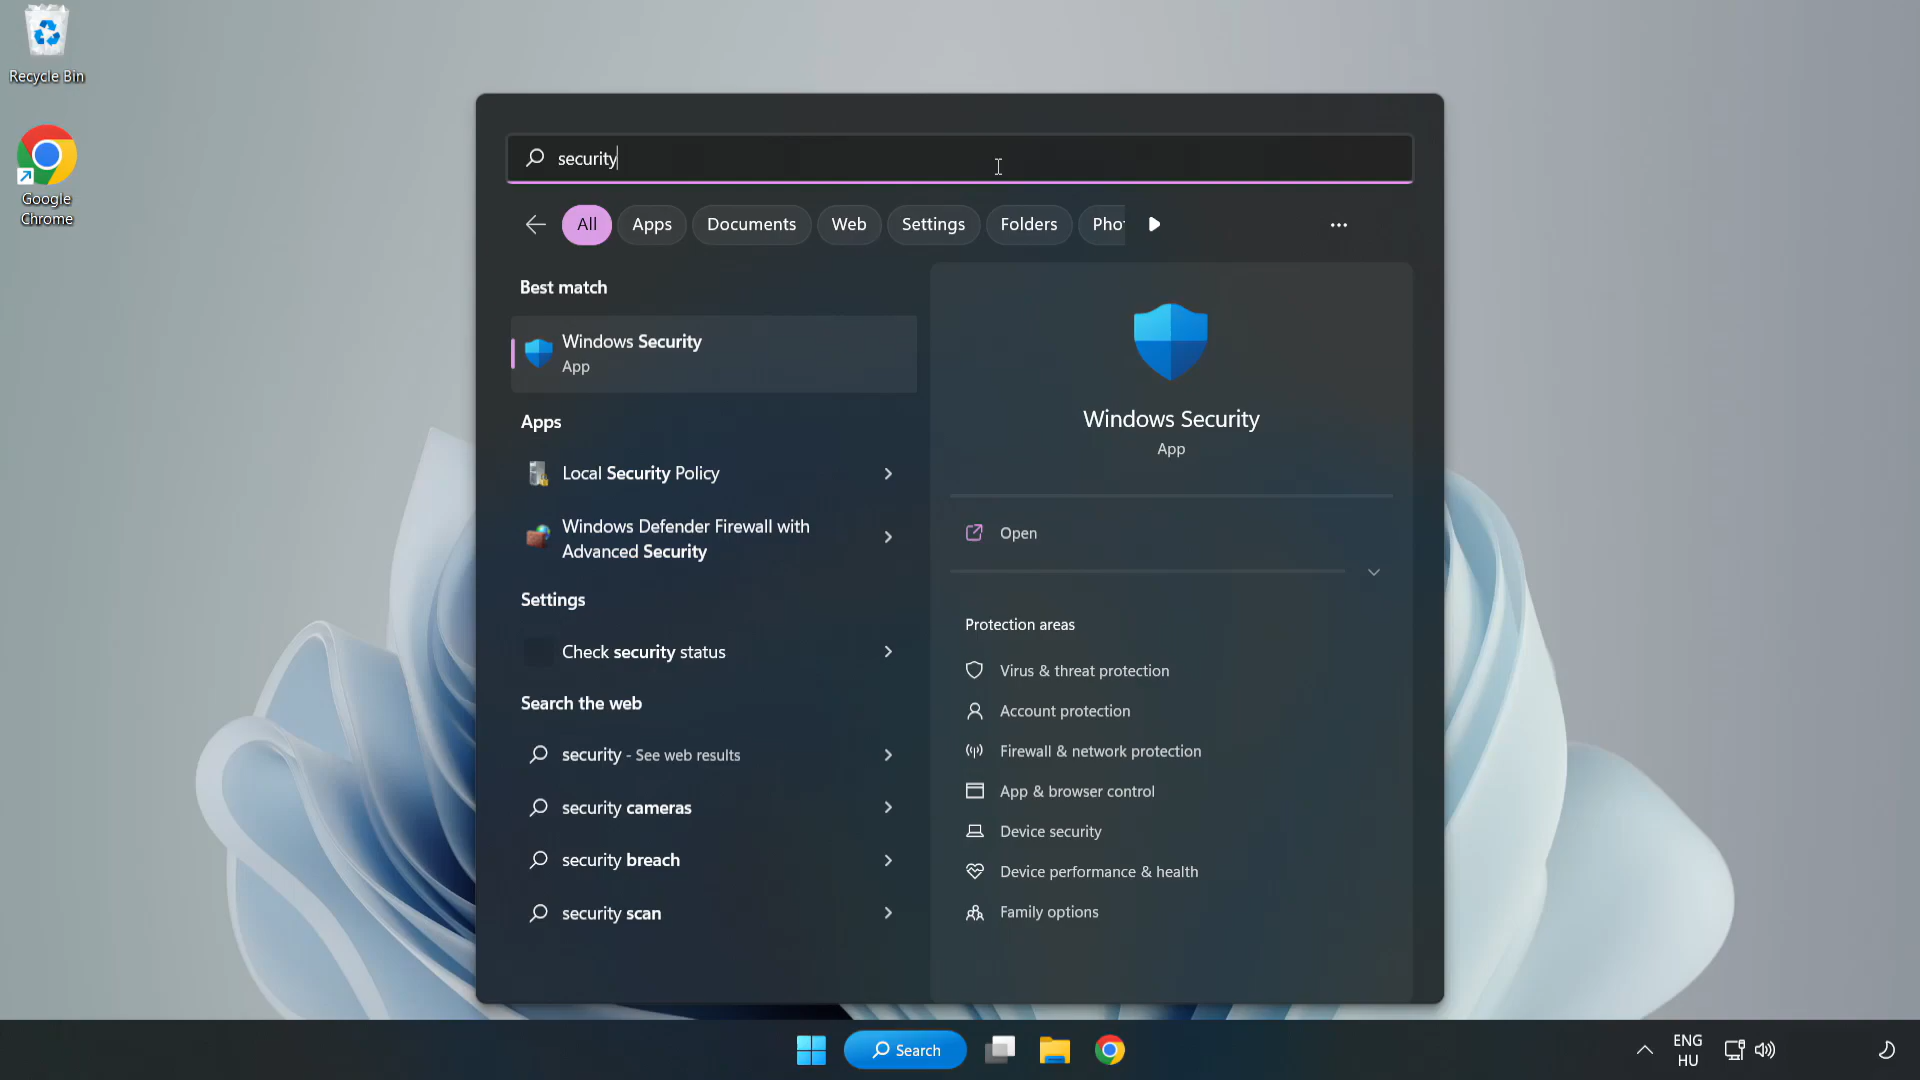 Recycle Bin
Google
Chrome
security
All
Apps
Documents
Web
Settings
Folders
Best match
Windows Security
App
Apps
Local Security Policy
Windows Defender Firewall with
Advanced Security
Settings
Check security status
Search the web
security - See web results
security cameras
security breach
security scan
Windows Security
App
Open
Protection areas
Virus & threat protection
Account protection
Firewall & network protection
App & browser control
Device security
Device performance & health
Family options
Search
ENG
HU